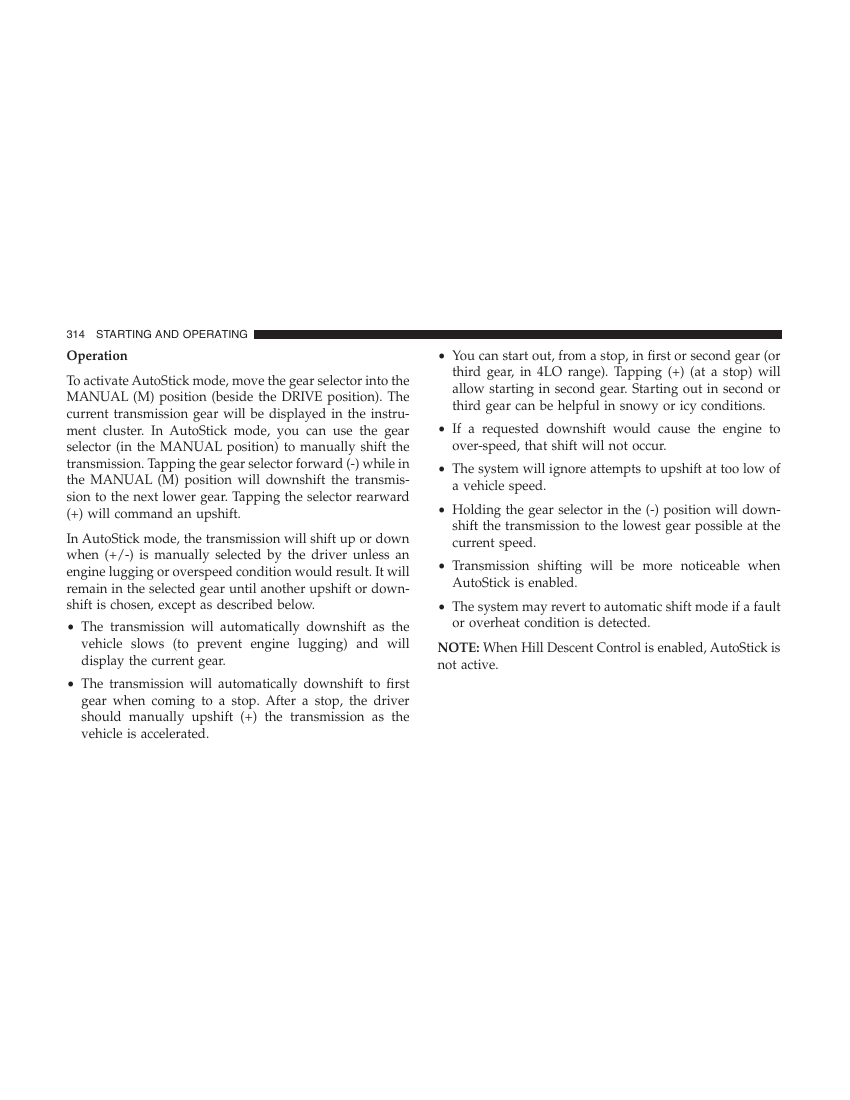 314 STARTING AND OPERATING
Operation
To activate AutoStick mode, move the gear selector into the
MANUAL (M) position (beside the DRIVE position). The
current transmission gear will be displayed in the instru-
ment cluster. In AutoStick mode, you can use the gear
selector (in the MANUAL position) to manually shift the
transmission. Tapping the gear selector forward (-) while in
the MANUAL (M) position will downshift the transmis-
sion to the next lower gear. Tapping the selector rearward
(+) will command an upshift.
In AutoStick mode, the transmission will shift up or down
when (+/-) is manually selected by the driver unless an
engine lugging or overspeed condition would result. It will
remain in the selected gear until another upshift or down-
shift is chosen, except as described below.
• The transmission will automatically downshift as the
vehicle slows (to prevent engine lugging) and will
display the current gear.
• The transmission will automatically downshift to first
gear when coming to a stop. After a stop, the driver
should manually upshift (+) the transmission as the
vehicle is accelerated.
• You can start out, from a stop, in first or second gear (or
third gear, in 4LO range). Tapping (+) (at a stop) will
allow starting in second gear. Starting out in second or
third gear can be helpful in snowy or icy conditions.
• If a requested downshift would cause the engine to
over-speed, that shift will not occur.
• The system will ignore attempts to upshift at too low of
a vehicle speed.
• Holding the gear selector in the (-) position will down-
shift the transmission to the lowest gear possible at the
current speed.
• Transmission shifting will be more noticeable when
AutoStick is enabled.
• The system may revert to automatic shift mode if a fault
or overheat condition is detected.
NOTE: When Hill Descent Control is enabled, AutoStick is
not active.